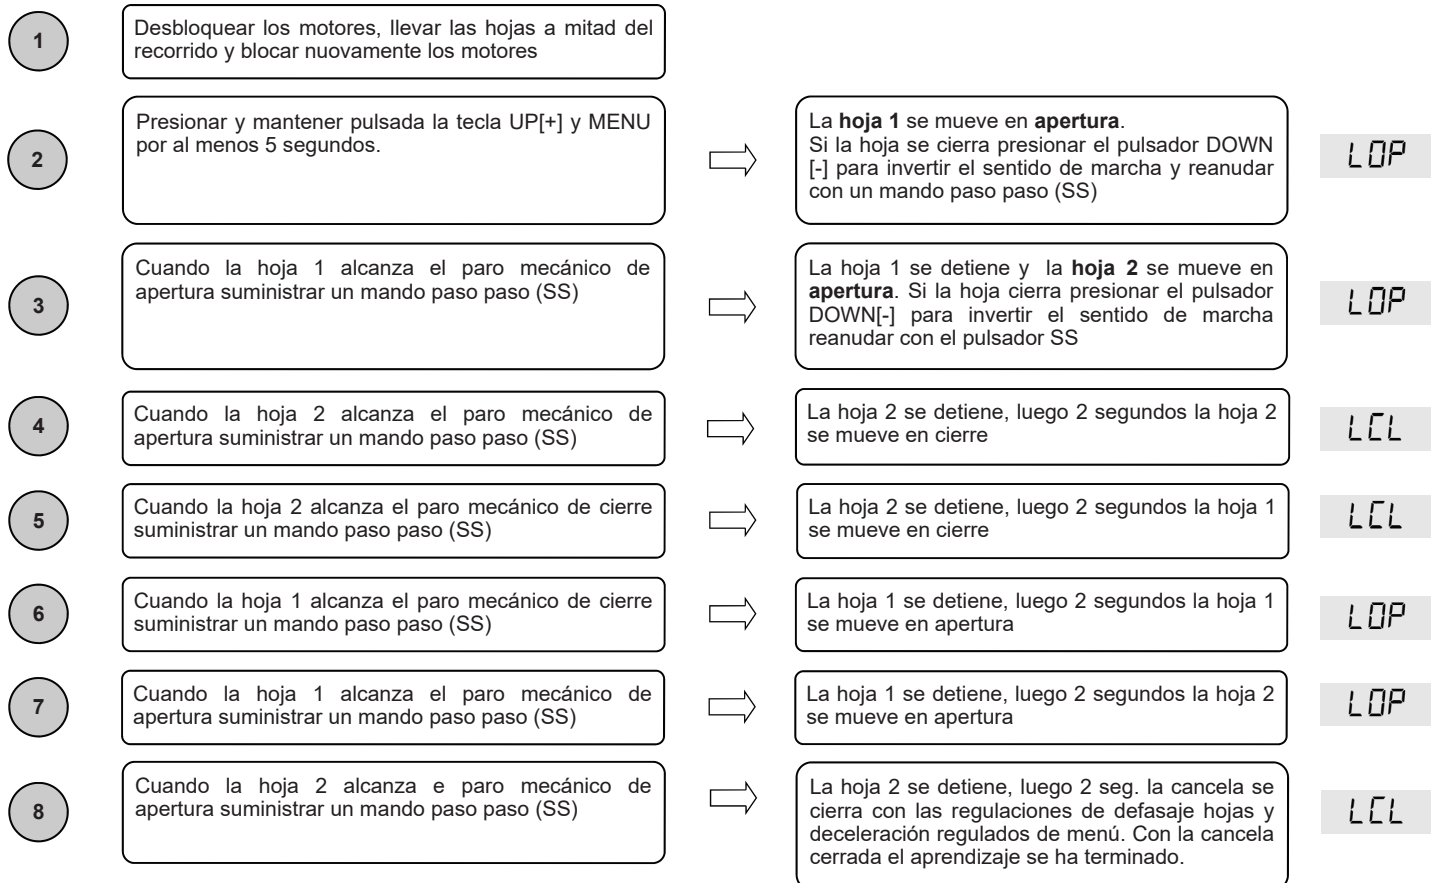 1
Desbloquear los motores, llevar las hojas a mitad del
recorrido y blocar nuovamente los motores
2
Presionar y mantener pulsada la tecla UP[+] y MENU
por al menos 5 segundos.
La hoja 1 se mueve en apertura.
Si la hoja se cierra presionar el pulsador DOWN
[-] para invertir el sentido de marcha y reanudar
con un mando paso paso (SS)
LOP
3
Cuando la hoja 1 alcanza el paro mecánico de
apertura suministrar un mando paso paso (SS)
La hoja 1 se detiene y la hoja 2 se mueve en
apertura. Si la hoja cierra presionar el pulsador
DOWN[-] para invertir el sentido de marcha
reanudar con el pulsador SS
LOP
4
Cuando la hoja 2 alcanza el paro mecánico de
apertura suministrar un mando paso paso (SS)
La hoja 2 se detiene, luego 2 segundos la hoja 2
se mueve en cierre
LCL
5
Cuando la hoja 2 alcanza el paro mecánico de cierre
suministrar un mando paso paso (SS)
La hoja 2 se detiene, luego 2 segundos la hoja 1
se mueve en cierre
LCL
6
Cuando la hoja 1 alcanza el paro mecánico de cierre
suministrar un mando paso paso (SS)
La hoja 1 se detiene, luego 2 segundos la hoja 1
se mueve en apertura
LOP
7
Cuando la hoja 1 alcanza el paro mecánico de
apertura suministrar un mando paso paso (SS)
La hoja 1 se detiene, luego 2 segundos la hoja 2
se mueve en apertura
LOP
8
Cuando la hoja 2 alcanza e paro mecánico de
apertura suministrar un mando paso paso (SS)
La hoja 2 se detiene, luego 2 seg. la cancela se
cierra con las regulaciones de defasaje hojas y
deceleración regulados de menú. Con la cancela
cerrada el aprendizaje se ha terminado.
LCL